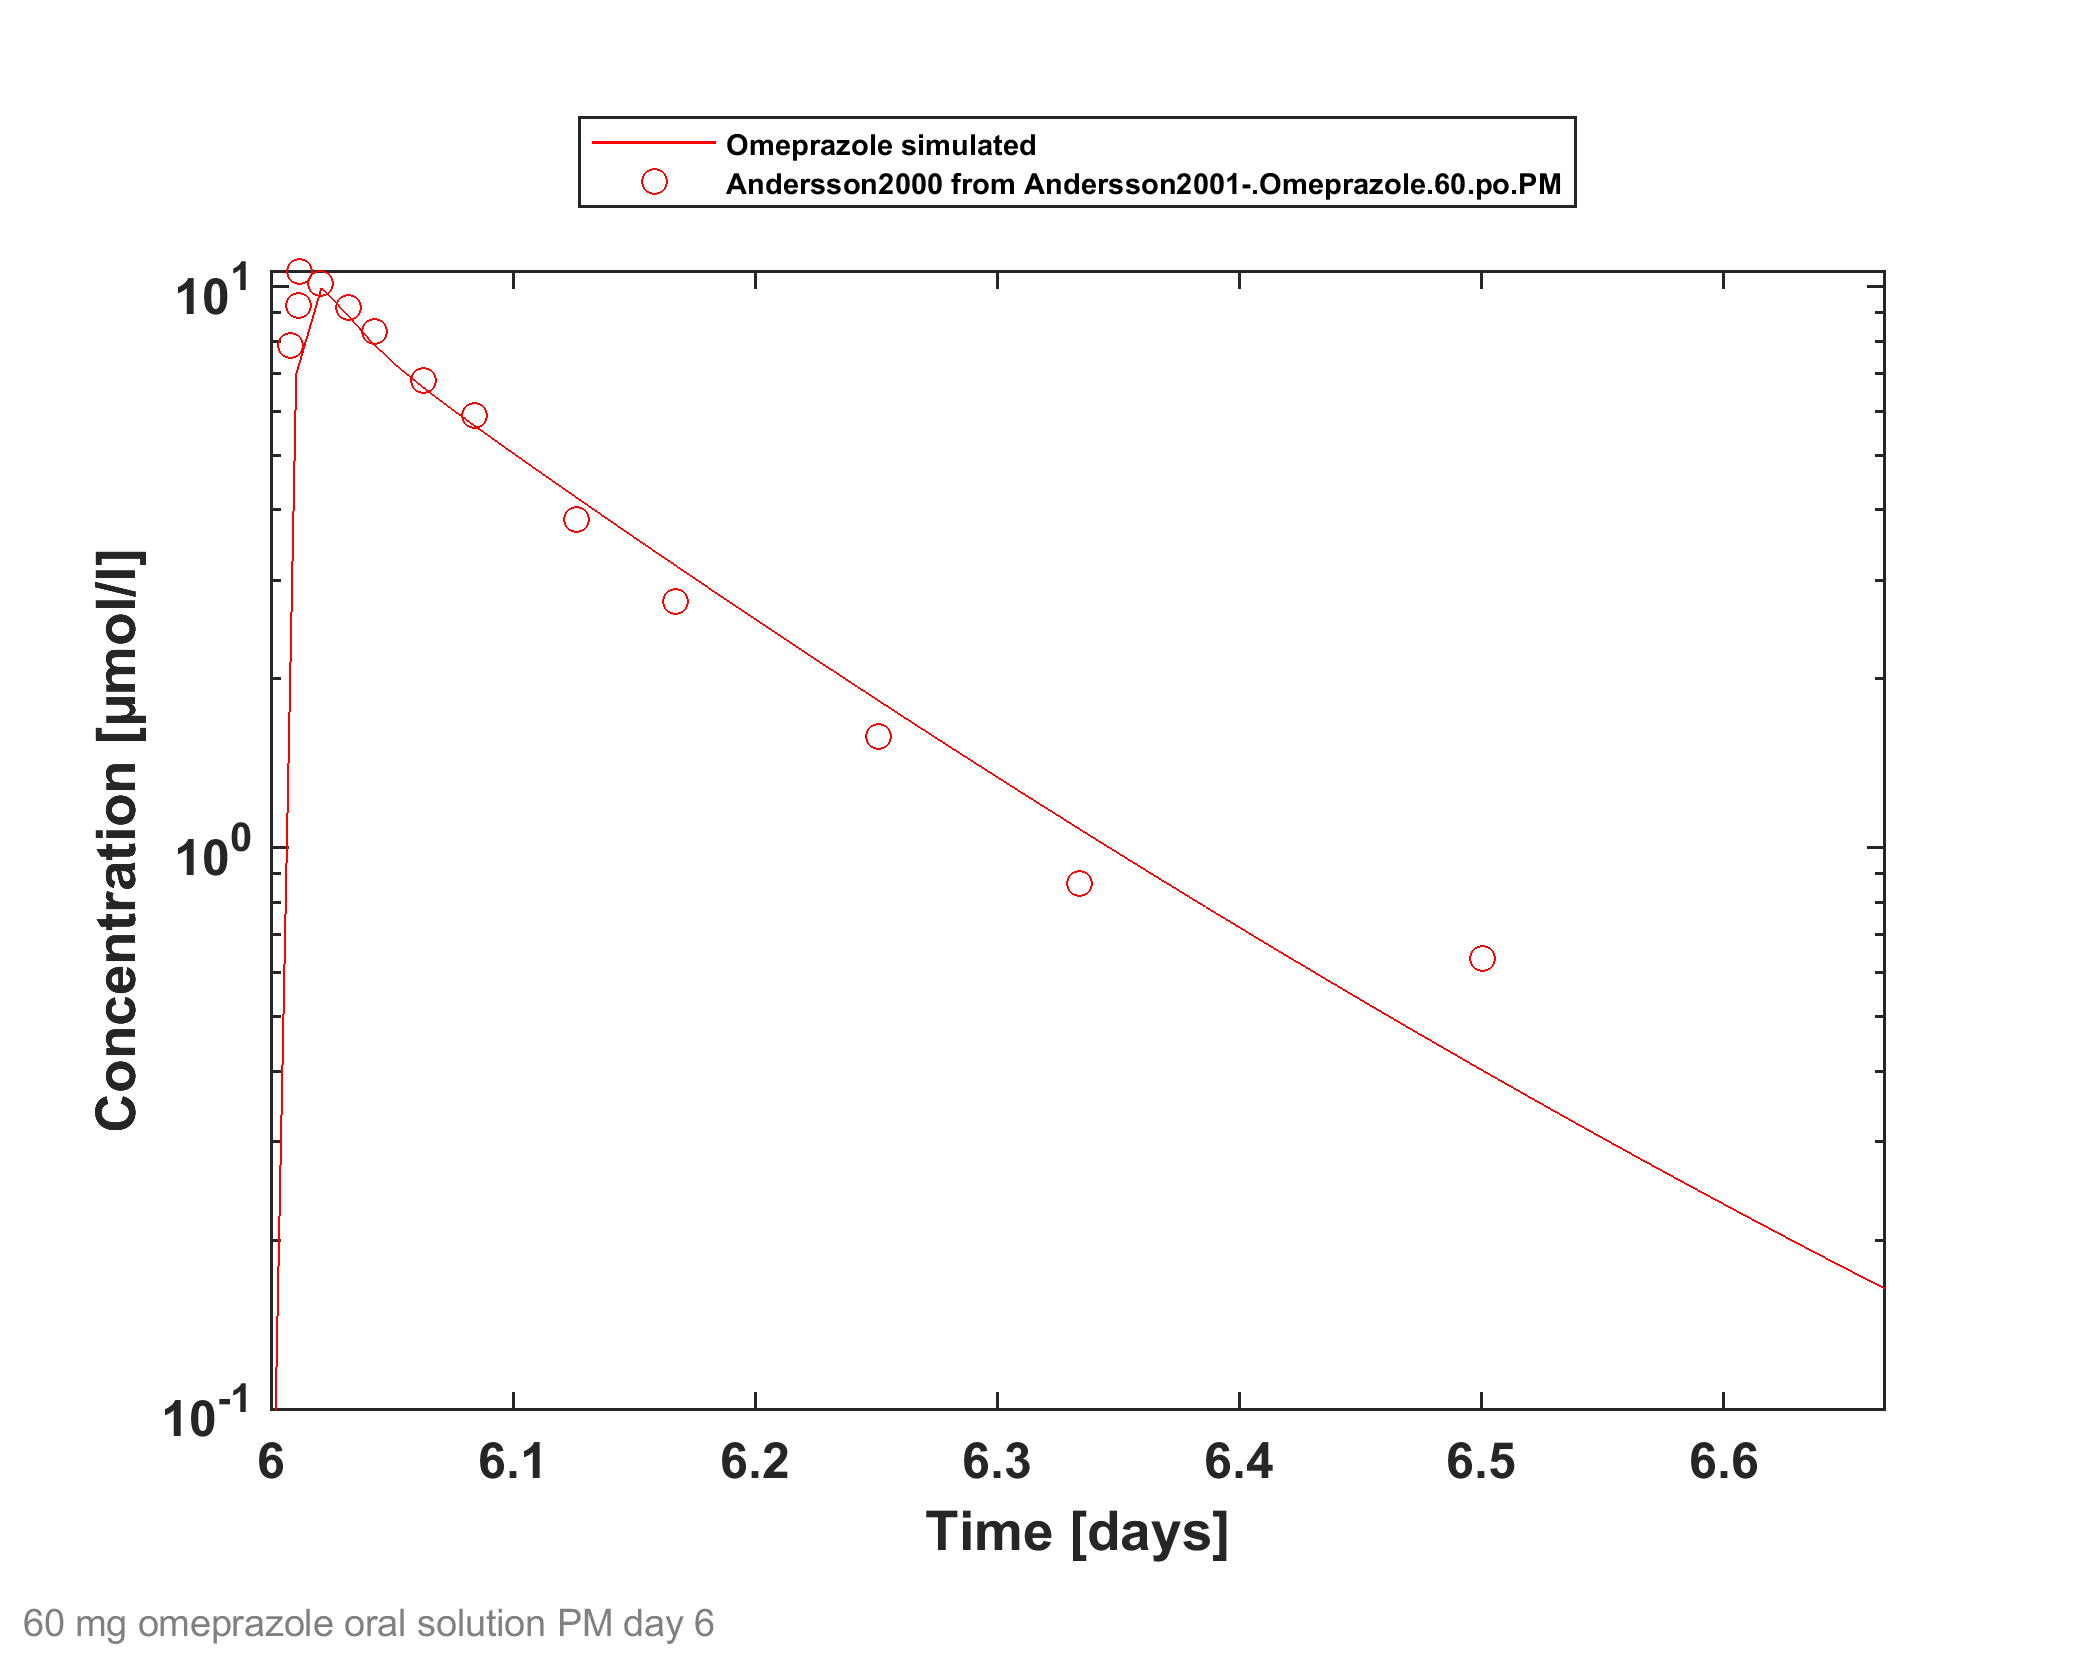 Omeprazole simulated
Andersson2000 from Andersson2001-.Omeprazole.60.po.PM
10^1
10^0
10^-1
Concentration [µmol/l]
6 6.1 6.2 6.3 6.4 6.5 6.6
Time [days]
60 mg omeprazole oral solution PM day 6